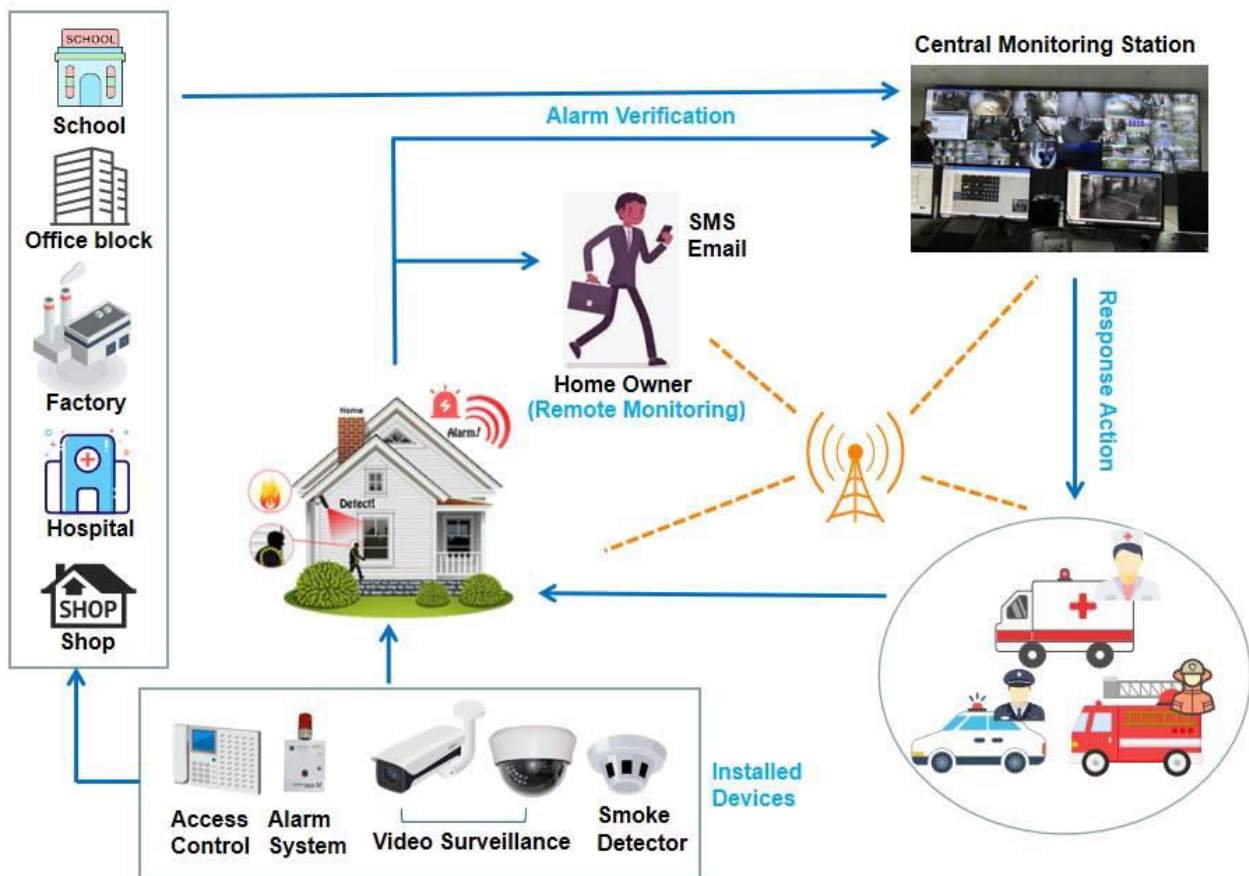 SCHOOL
School
Office block
Factory
Hospital
SHOP
Shop
Central Monitoring Station
Alarm Verification
SMS
Email
Home Owner
(Remote Monitoring)
Response Action
Home
Alarm!
Detect!
Access
Control
Alarm
System
Video Surveillance
Smoke
Detector
Installed
Devices